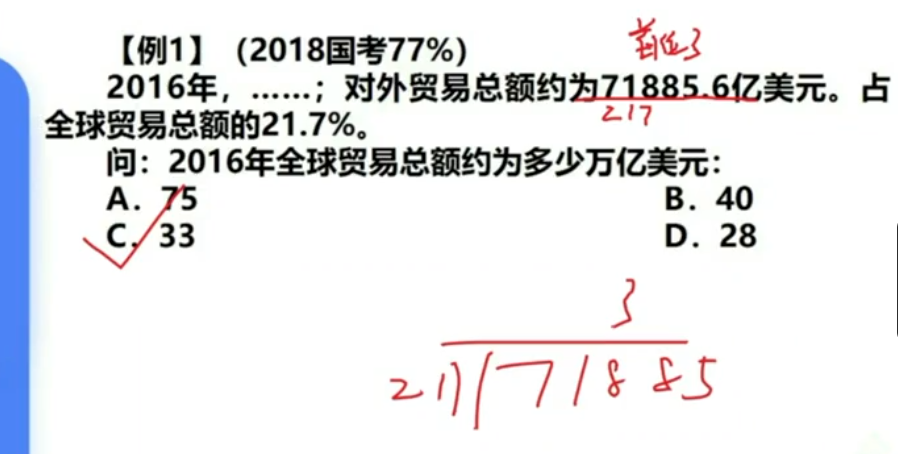 【例1】（2018国考77%）
首位3
2016年，……；对外贸易总额约为71885.6亿美元。占
217
全球贸易总额的21.7%。
问：2016年全球贸易总额约为多少万亿美元：
A．75
B．40
C．33
D．28
3
217
71885